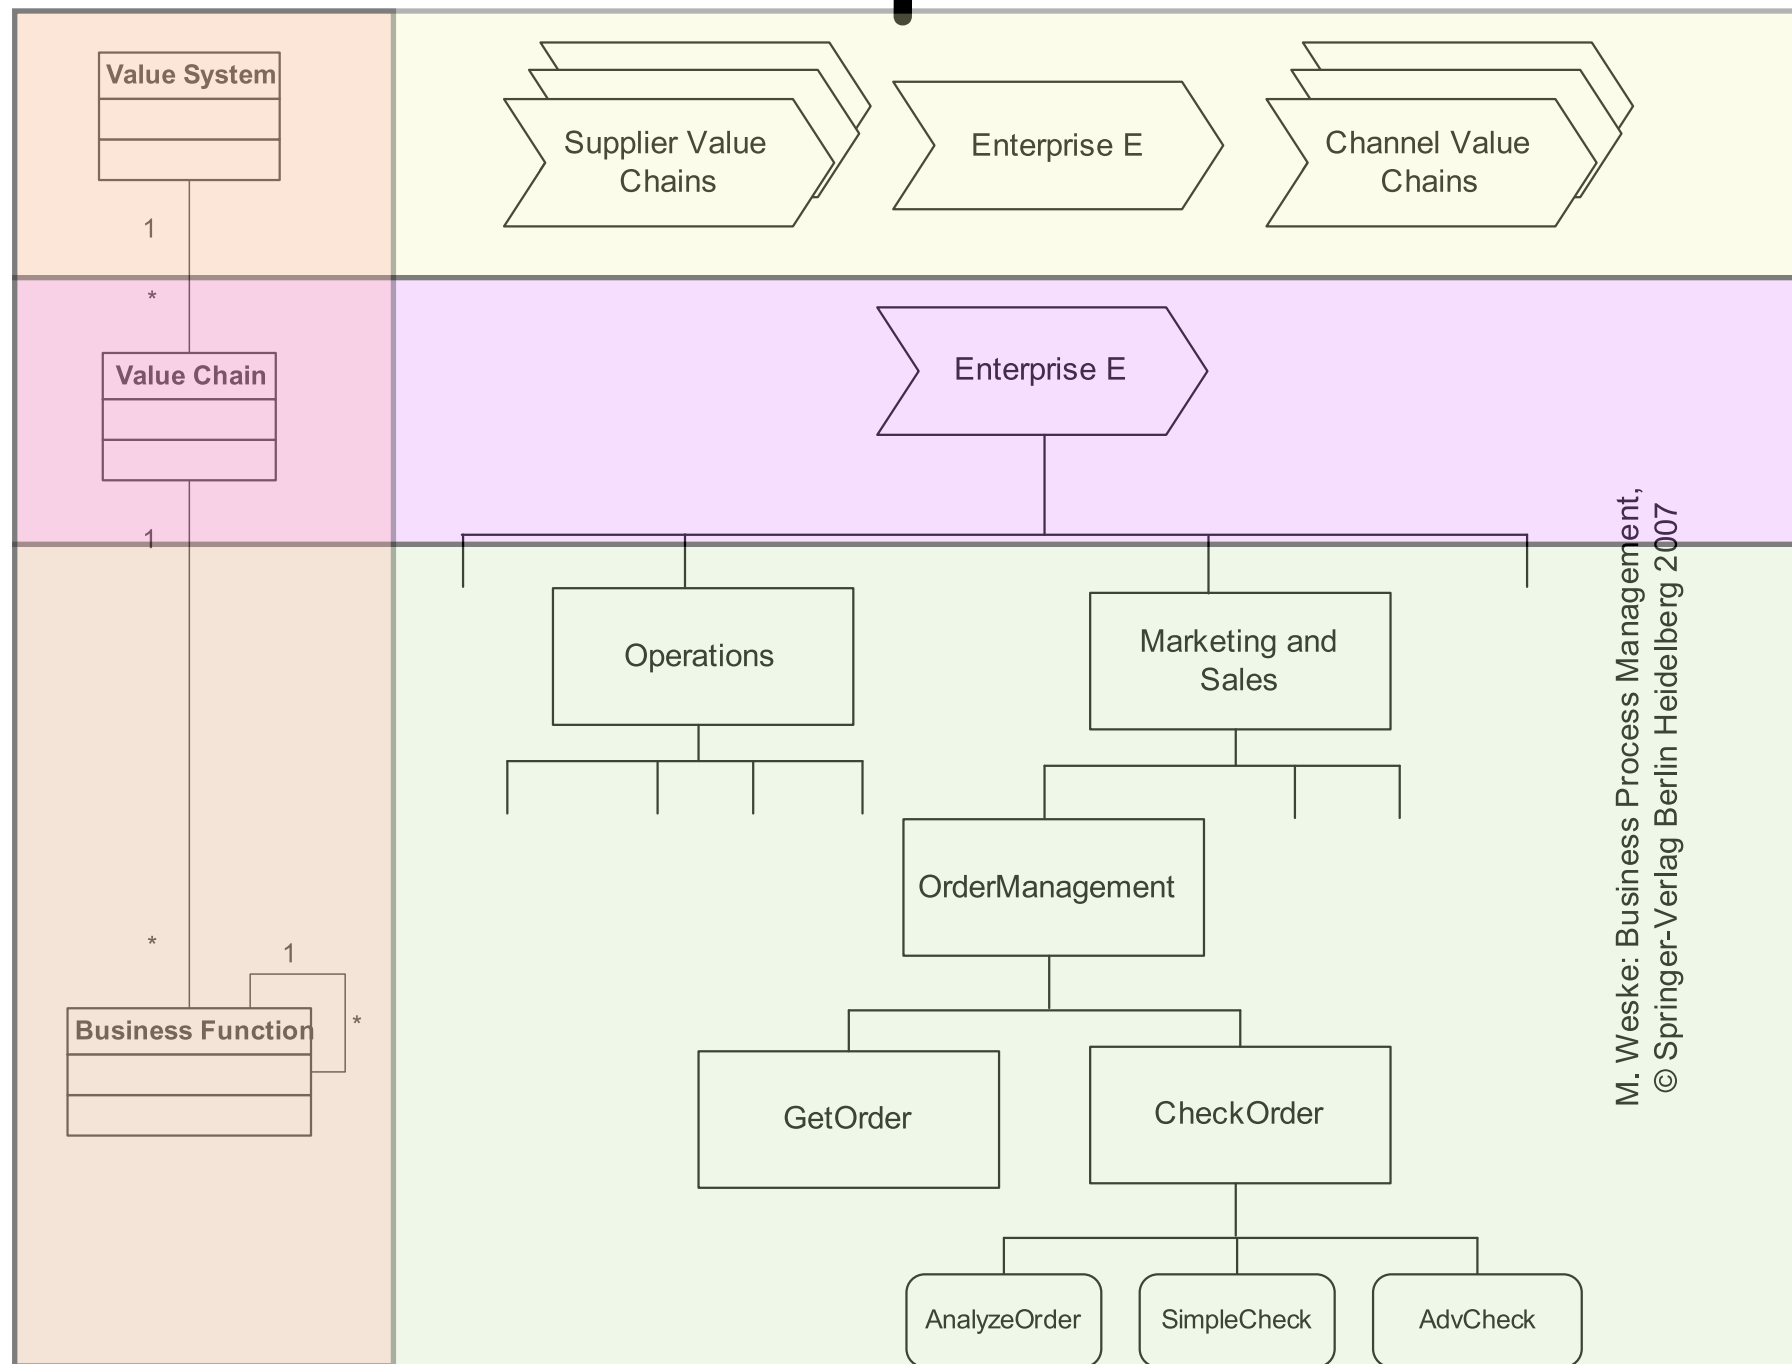 Value System
1
*
Value Chain
1
*
1
*
Business Function
Supplier Value
Chains
Enterprise E
Channel Value
Chains
Enterprise E
Operations
Marketing and
Sales
OrderManagement
GetOrder
CheckOrder
AnalyzeOrder
SimpleCheck
AdvCheck
M. Weske: Business Process Management,
© Springer-Verlag Berlin Heidelberg 2007